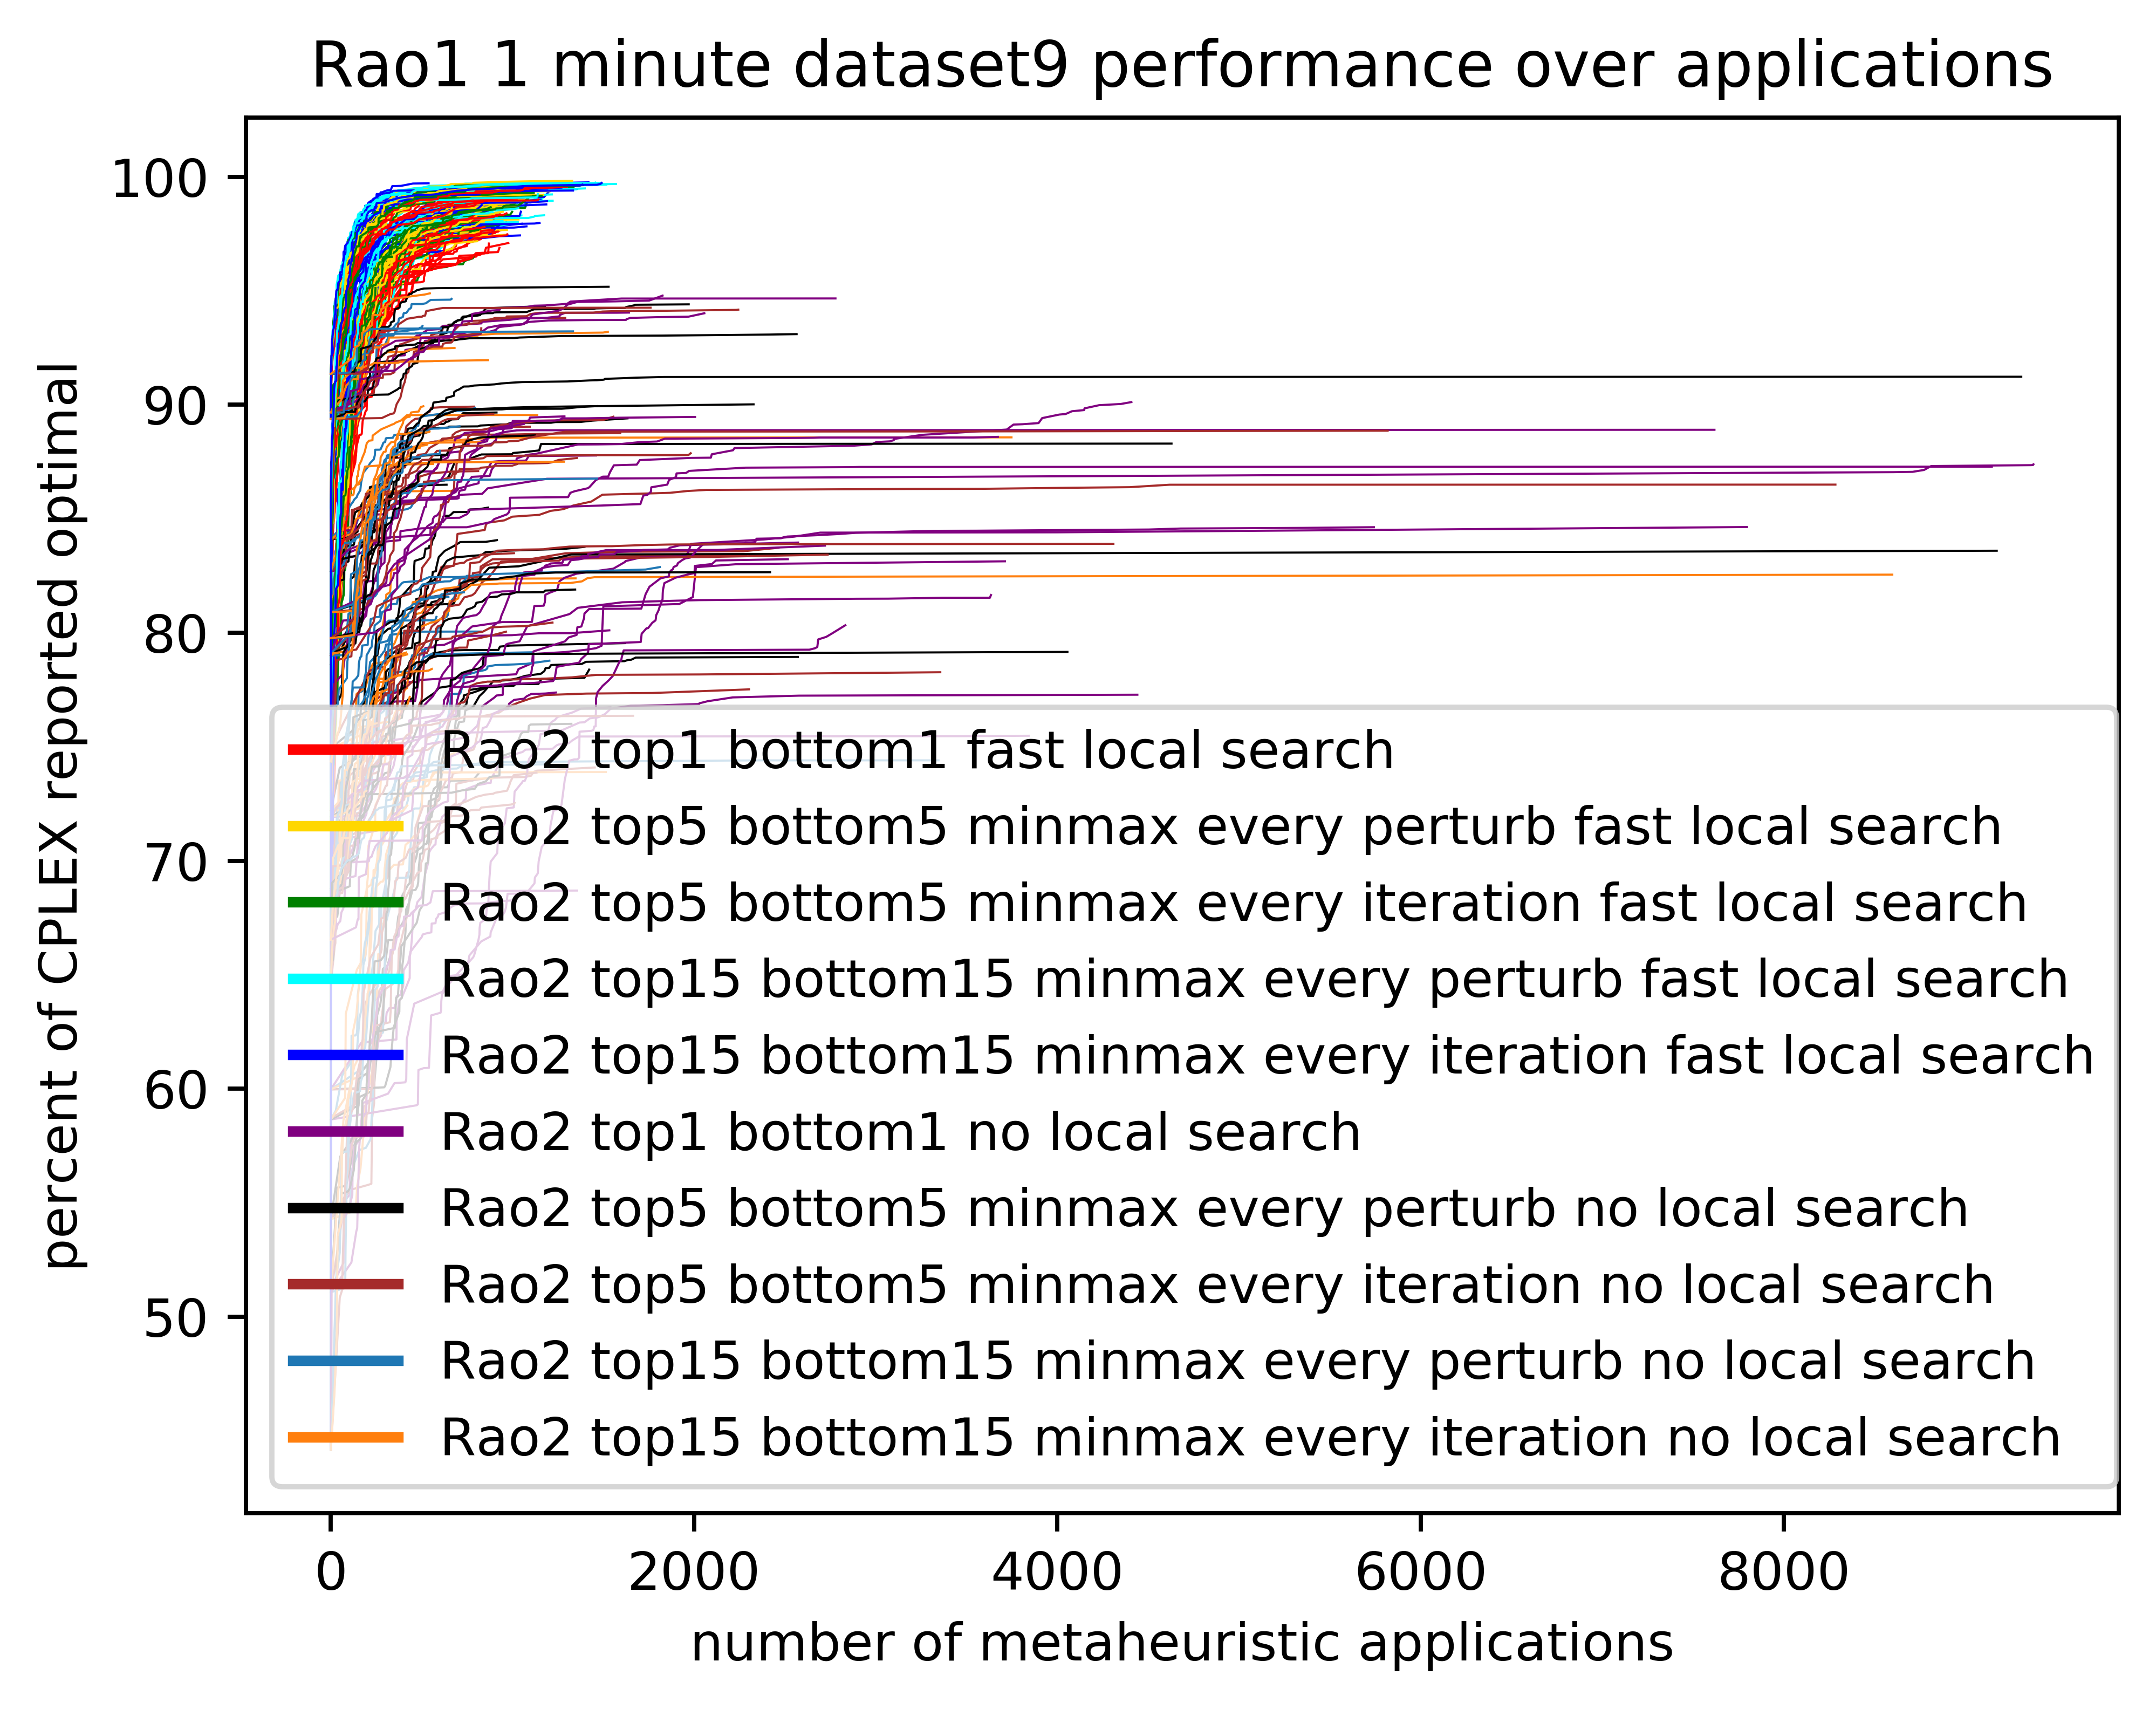 Rao1 1 minute dataset9 performance over applications
percent of CPLEX reported optimal
100
90
80
70
60
50
Rao2 top1 bottom1 fast local search
Rao2 top5 bottom5 minmax every perturb fast local search
Rao2 top5 bottom5 minmax every iteration fast local search
Rao2 top15 bottom15 minmax every perturb fast local search
Rao2 top15 bottom15 minmax every iteration fast local search
Rao2 top1 bottom1 no local search
Rao2 top5 bottom5 minmax every perturb no local search
Rao2 top5 bottom5 minmax every iteration no local search
Rao2 top15 bottom15 minmax every perturb no local search
Rao2 top15 bottom15 minmax every iteration no local search
0 2000 4000 6000 8000
number of metaheuristic applications